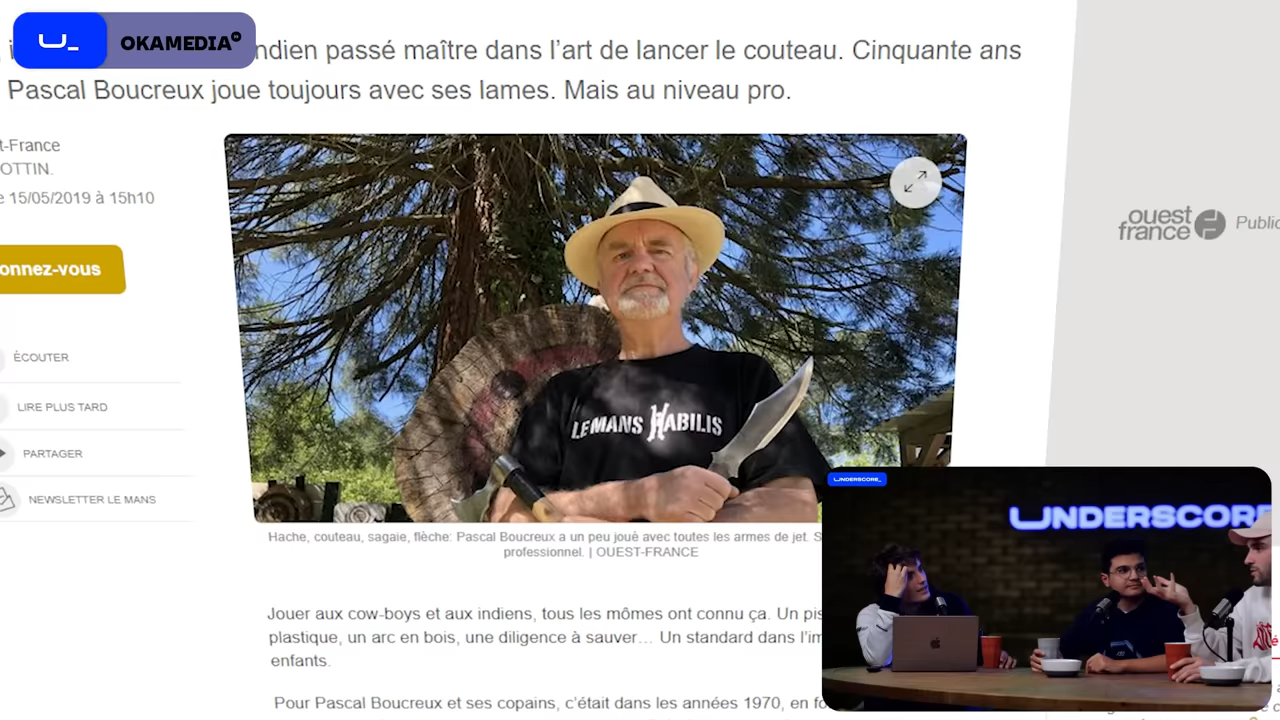 OKAMEDIA
ndien passé maître dans l'art de lancer le couteau. Cinquante ans
Pascal Boucreux joue toujours avec ses lames. Mais au niveau pro.
t-France
OTTIN.
e 15/05/2019 à 15h10
onnez-vous
ÉCOUTER
LIRE PLUS TARD
PARTAGER
NEWSLETTER LE MANS
LEMANS HABILIS
ouest
france
Public
Hache, couteau, sagaie, flèche: Pascal Boucreux a un peu joué avec toutes les armes de jet. S
professionnel. | OUEST-FRANCE
Jouer aux cow-boys et aux indiens, tous les mômes ont connu ça. Un pis
plastique, un arc en bois, une diligence à sauver… Un standard dans l'im
enfants.
Pour Pascal Boucreux et ses copains, c'était dans les années 1970, en fo
UNDERSCORE_
UNDERSCORE